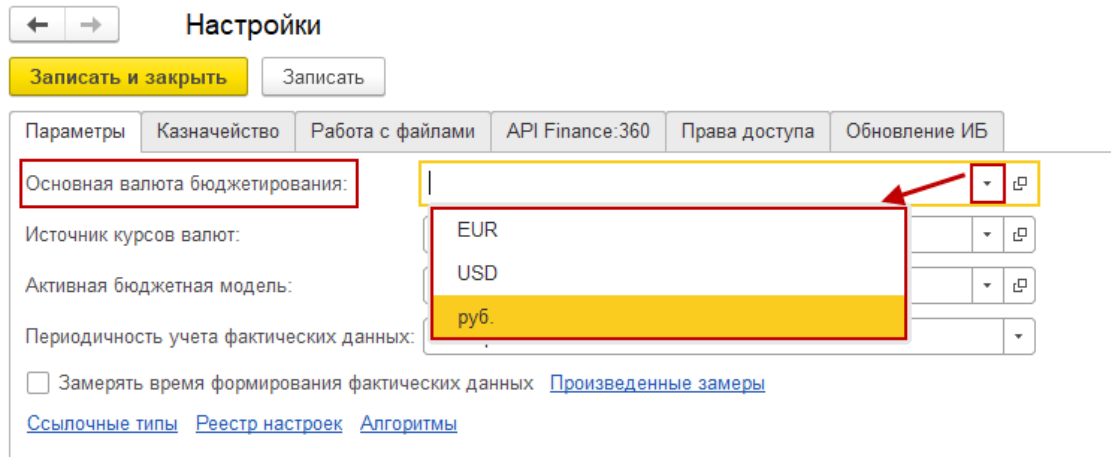 Настройки
Записать и закрыть Записать
Параметры Казначейство Работа с файлами API Finance:360 Права доступа Обновление ИБ
Основная валюта бюджетирования:
EUR
Источник курсов валют:
USD
Активная бюджетная модель:
руб.
Периодичность учета фактических данных:
Замерять время формирования фактических данных Произведенные замеры
Ссылочные типы Реестр настроек Алгоритмы